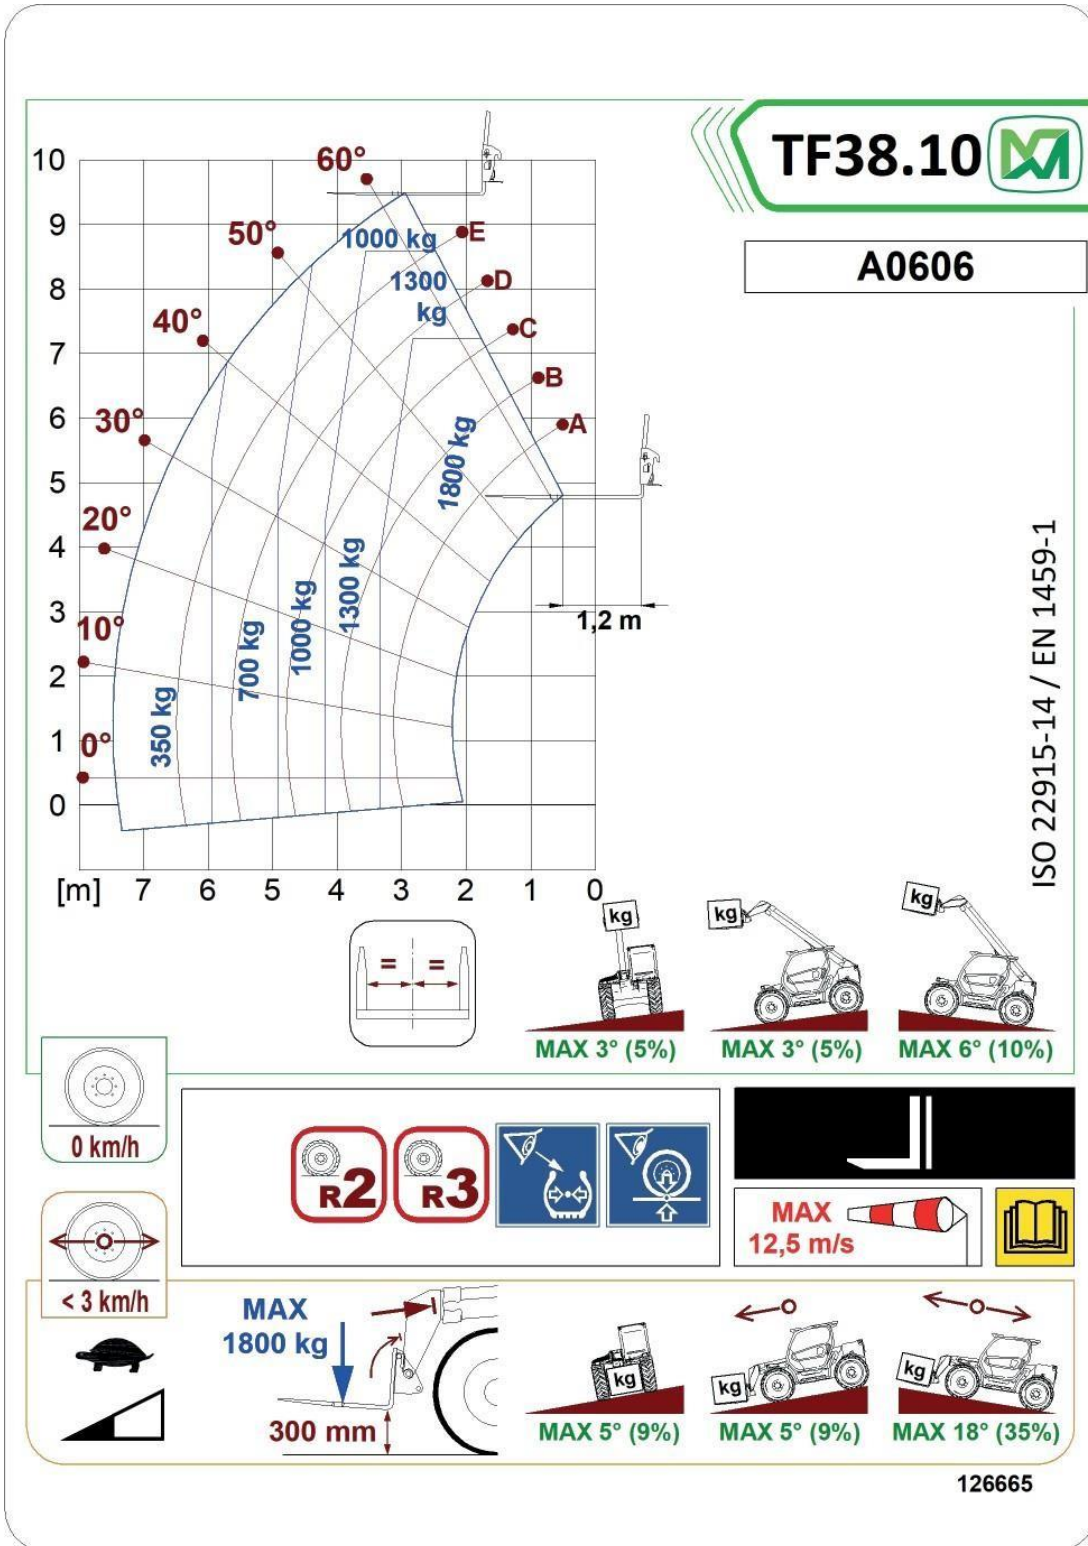 TF38.10
A0606
10
9
8
7
6
5
4
3
2
1
0
[m] 7 6 5 4 3 2 1 0
60°
50°
40°
30°
20°
10°
0°
E
D
C
B
A
1000 kg
1300
kg
1800 kg
1300 kg
1000 kg
700 kg
350 kg
1,2 m
ISO 22915-14 / EN 1459-1
= =
kg
kg
kg
MAX 3° (5%)
MAX 3° (5%)
MAX 6° (10%)
0 km/h
R2
R3
MAX
12,5 m/s
< 3 km/h
MAX
1800 kg
300 mm
kg
kg
kg
MAX 5° (9%)
MAX 5° (9%)
MAX 18° (35%)
126665